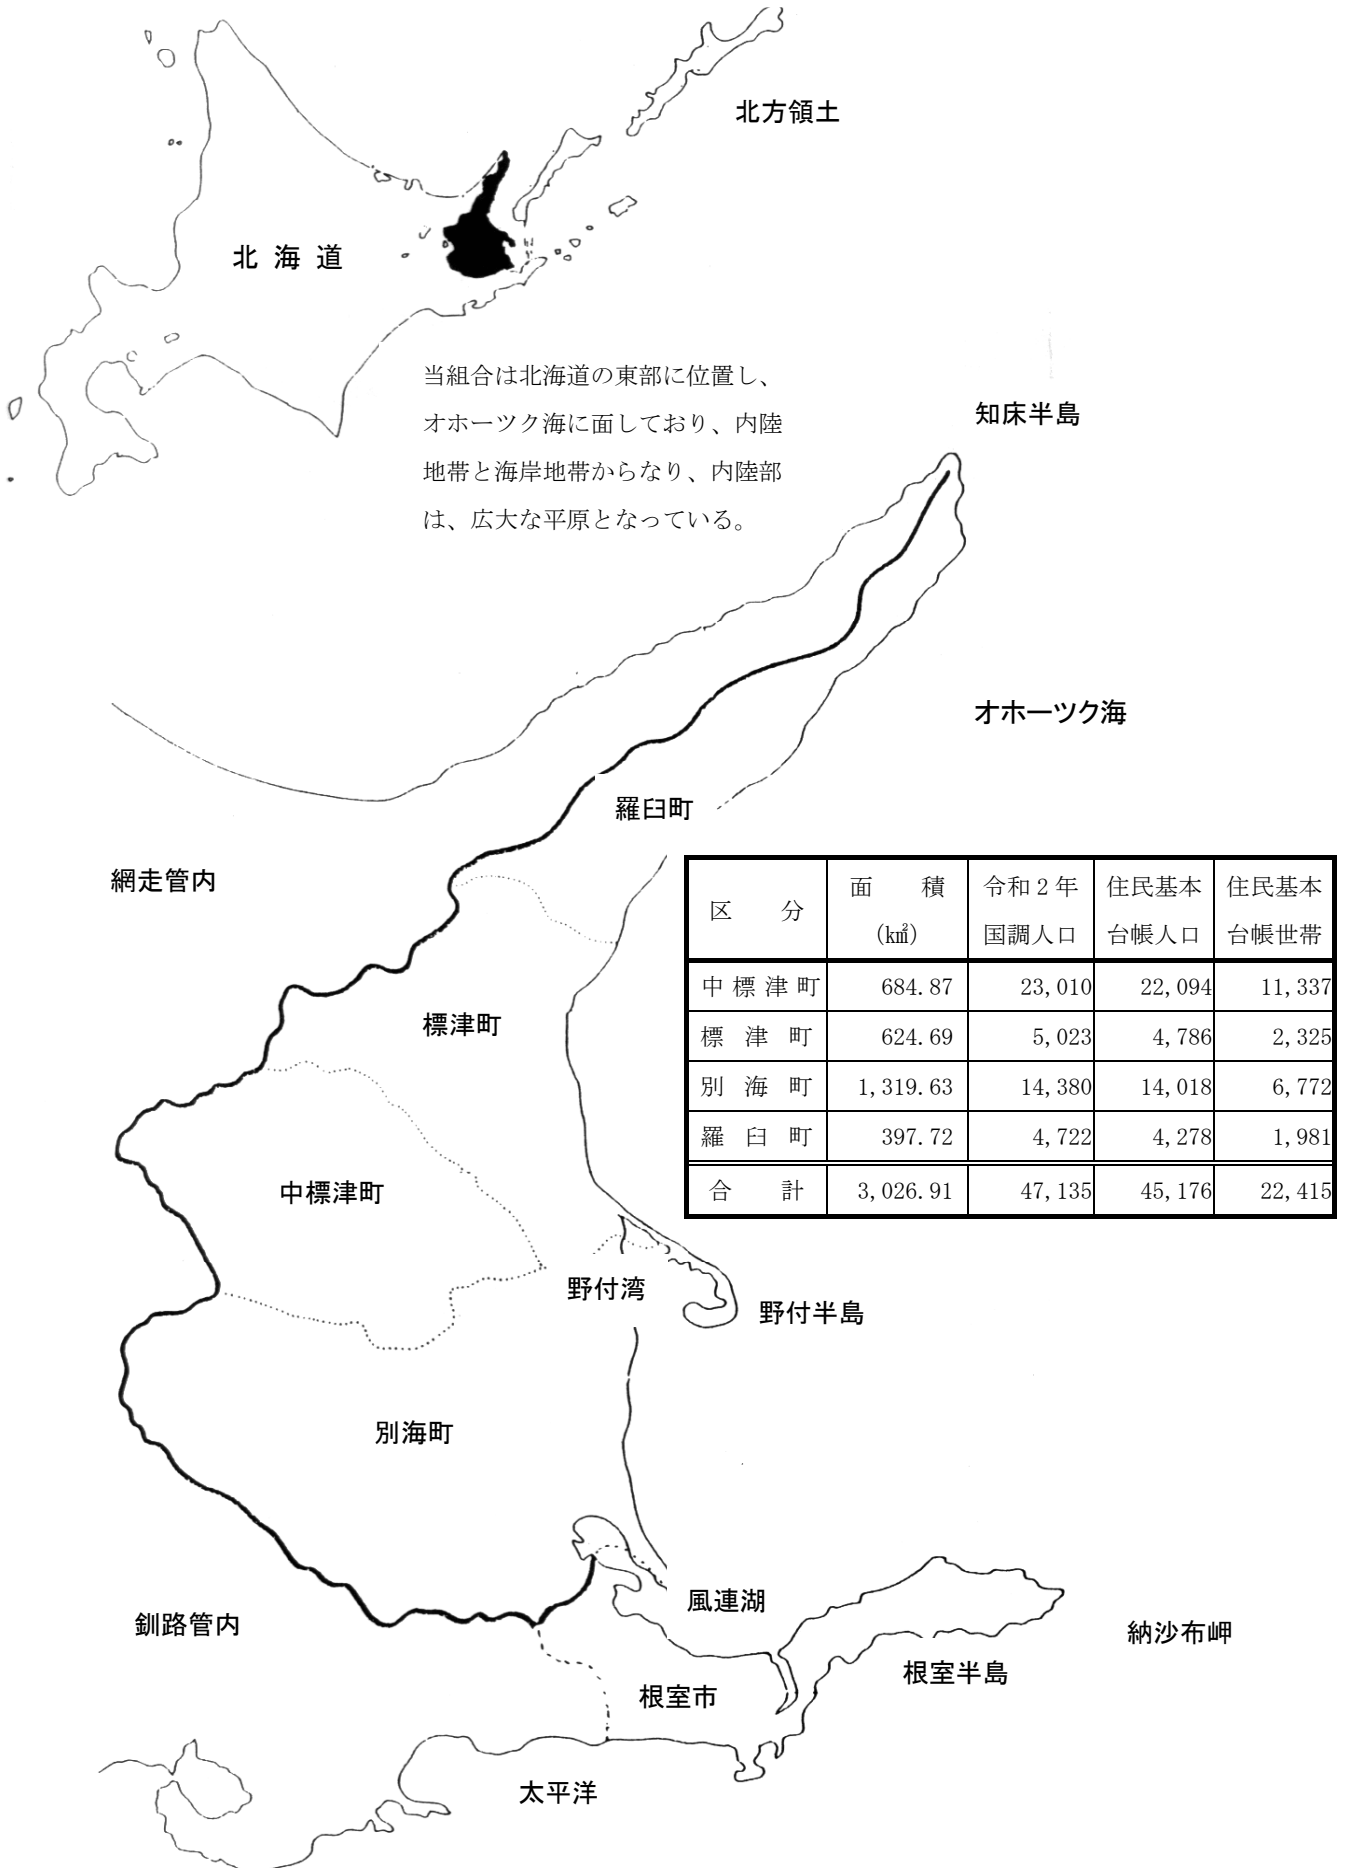 北方領土
北 海 道
当組合は北海道の東部に位置し、
オホーツク海に面しており、内陸
地帯と海岸地帯からなり、内陸部
は、広大な平原となっている。
知床半島
オホーツク海
羅臼町
網走管内
区 分 面 積 (k㎡) 令和2年 国調人口 住民基本 台帳人口 住民基本 台帳世帯
中標津町 684.87 23,010 22,094 11,337
標 津 町 624.69 5,023 4,786 2,325
別 海 町 1,319.63 14,380 14,018 6,772
羅 臼 町 397.72 4,722 4,278 1,981
合 計 3,026.91 47,135 45,176 22,415
標津町
中標津町
野付湾
野付半島
別海町
風連湖
釧路管内
納沙布岬
根室半島
根室市
太平洋